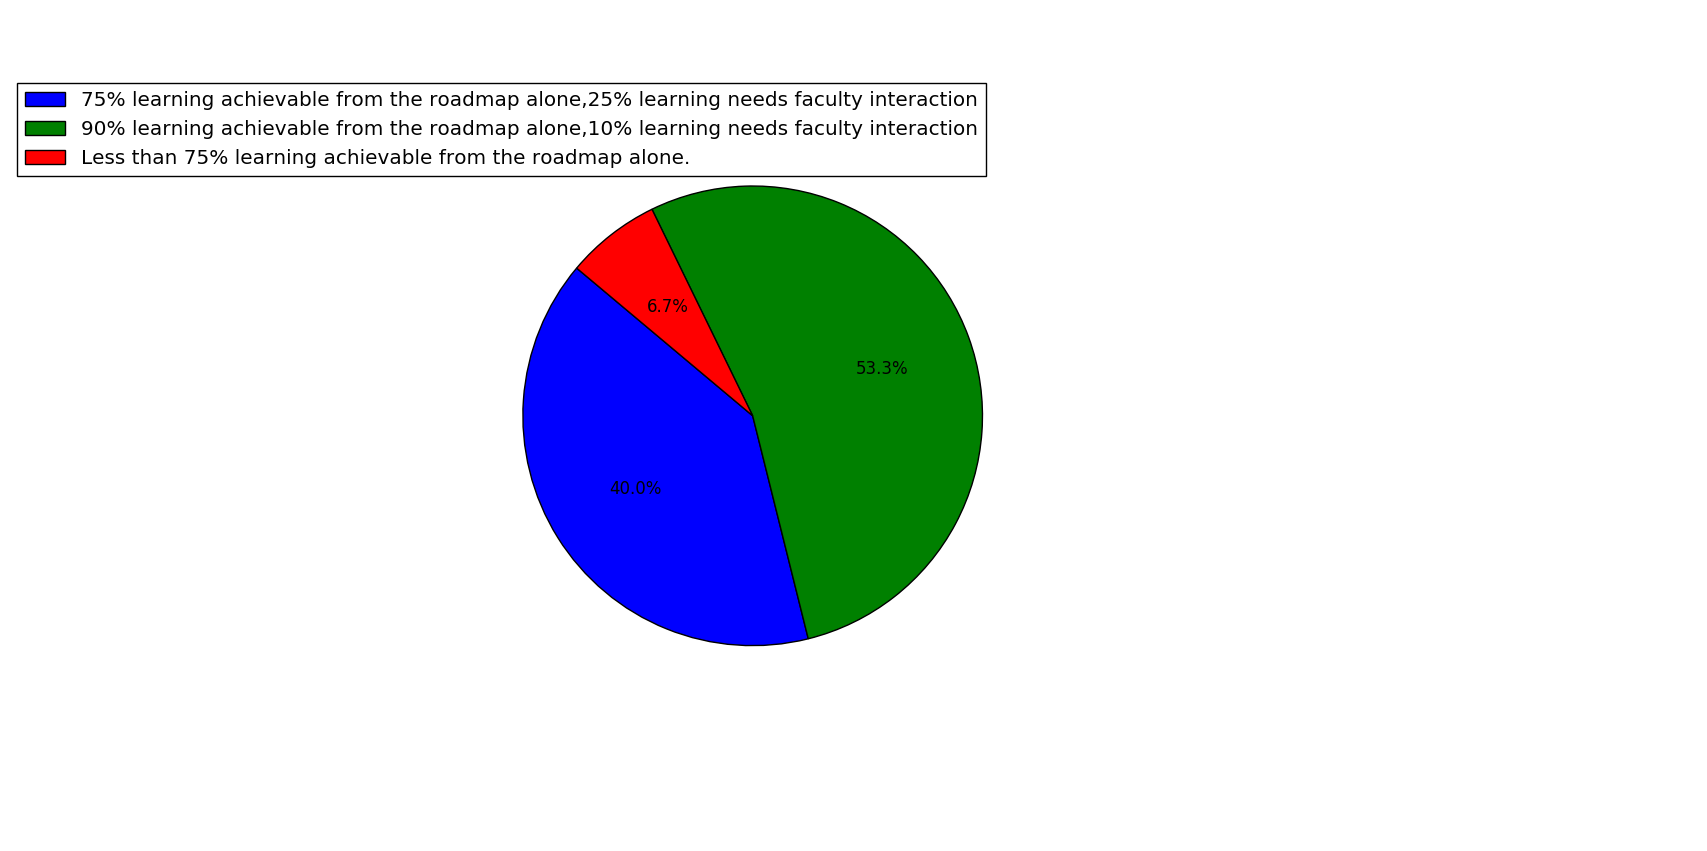 75% learning achievable from the roadmap alone,25% learning needs faculty interaction
90% learning achievable from the roadmap alone,10% learning needs faculty interaction
Less than 75% learning achievable from the roadmap alone.
6.7%
53.3%
40.0%